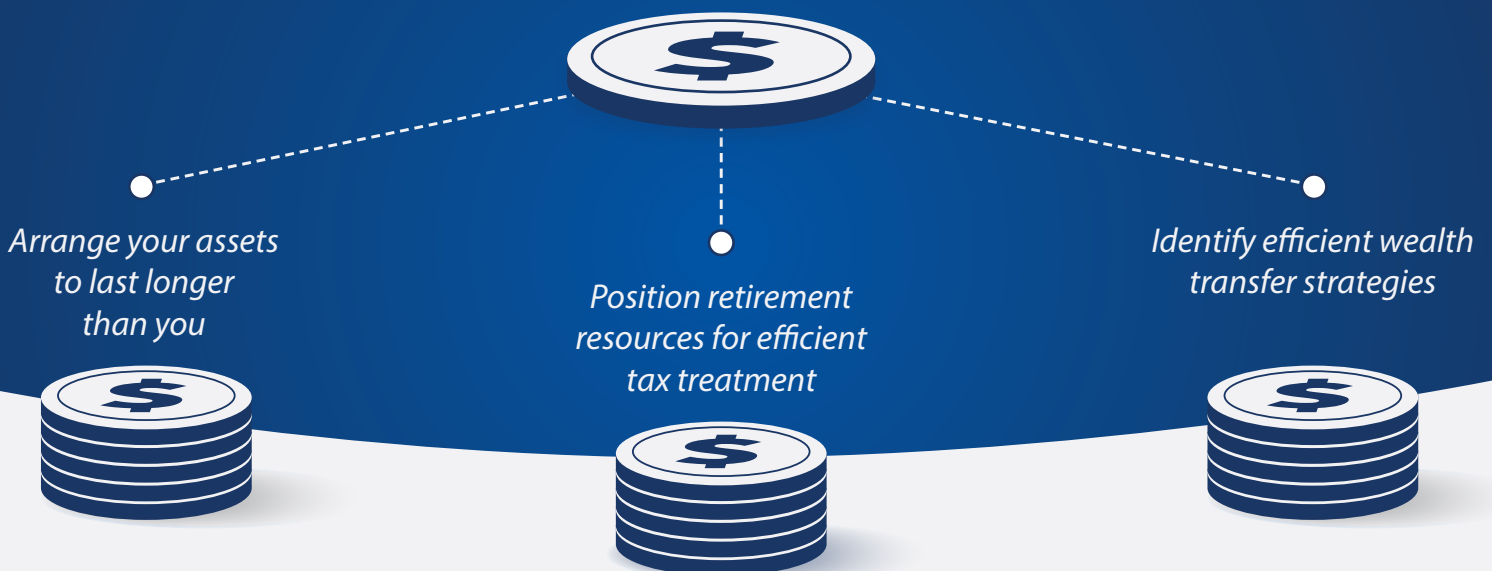 Arrange your assets
to last longer
than you
Position retirement
resources for efficient
tax treatment
Identify efficient wealth
transfer strategies
$
$
$
$